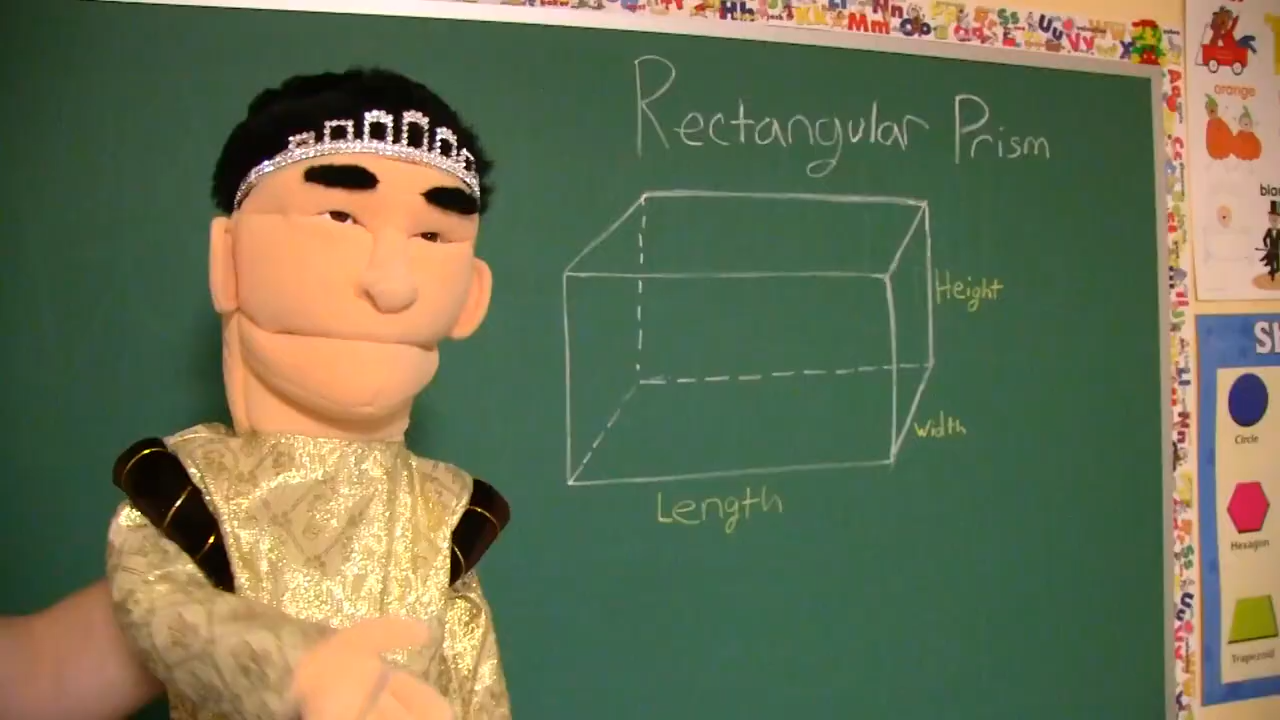 Rectangular Prism
Height
Width
Length
orange
Circle
Hexagon
Trapezoid